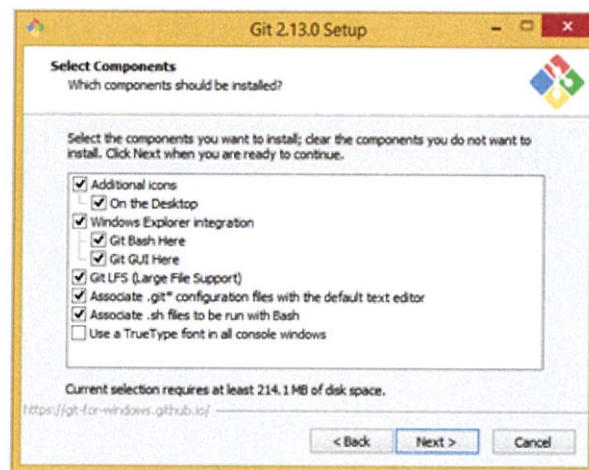 Git 2.13.0 Setup
Select Components
Which components should be installed?
Select the components you want to install; clear the components you do not want to
install. Click Next when you are ready to continue.
Additional icons
On the Desktop
Windows Explorer integration
Git Bash Here
Git GUI Here
Git LFS (Large File Support)
Associate .git* configuration files with the default text editor
Associate .sh files to be run with Bash
Use a TrueType font in all console windows
Current selection requires at least 214.1 MB of disk space.
https://git-for-windows.github.io/
< Back Next > Cancel